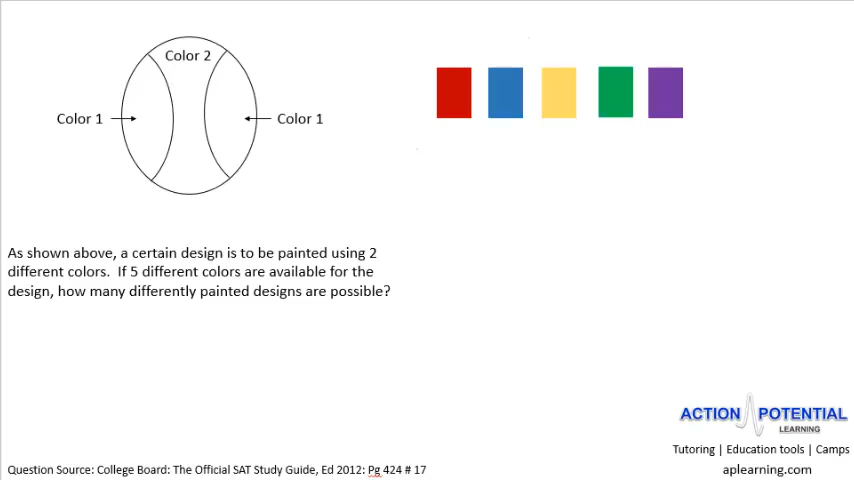 Color 2
Color 1
Color 1
As shown above, a certain design is to be painted using 2
different colors.  If 5 different colors are available for the
design, how many differently painted designs are possible?
ACTION POTENTIAL
LEARNING
Tutoring | Education tools | Camps
Question Source: College Board: The Official SAT Study Guide, Ed 2012: Pg 424 # 17
aplearning.com